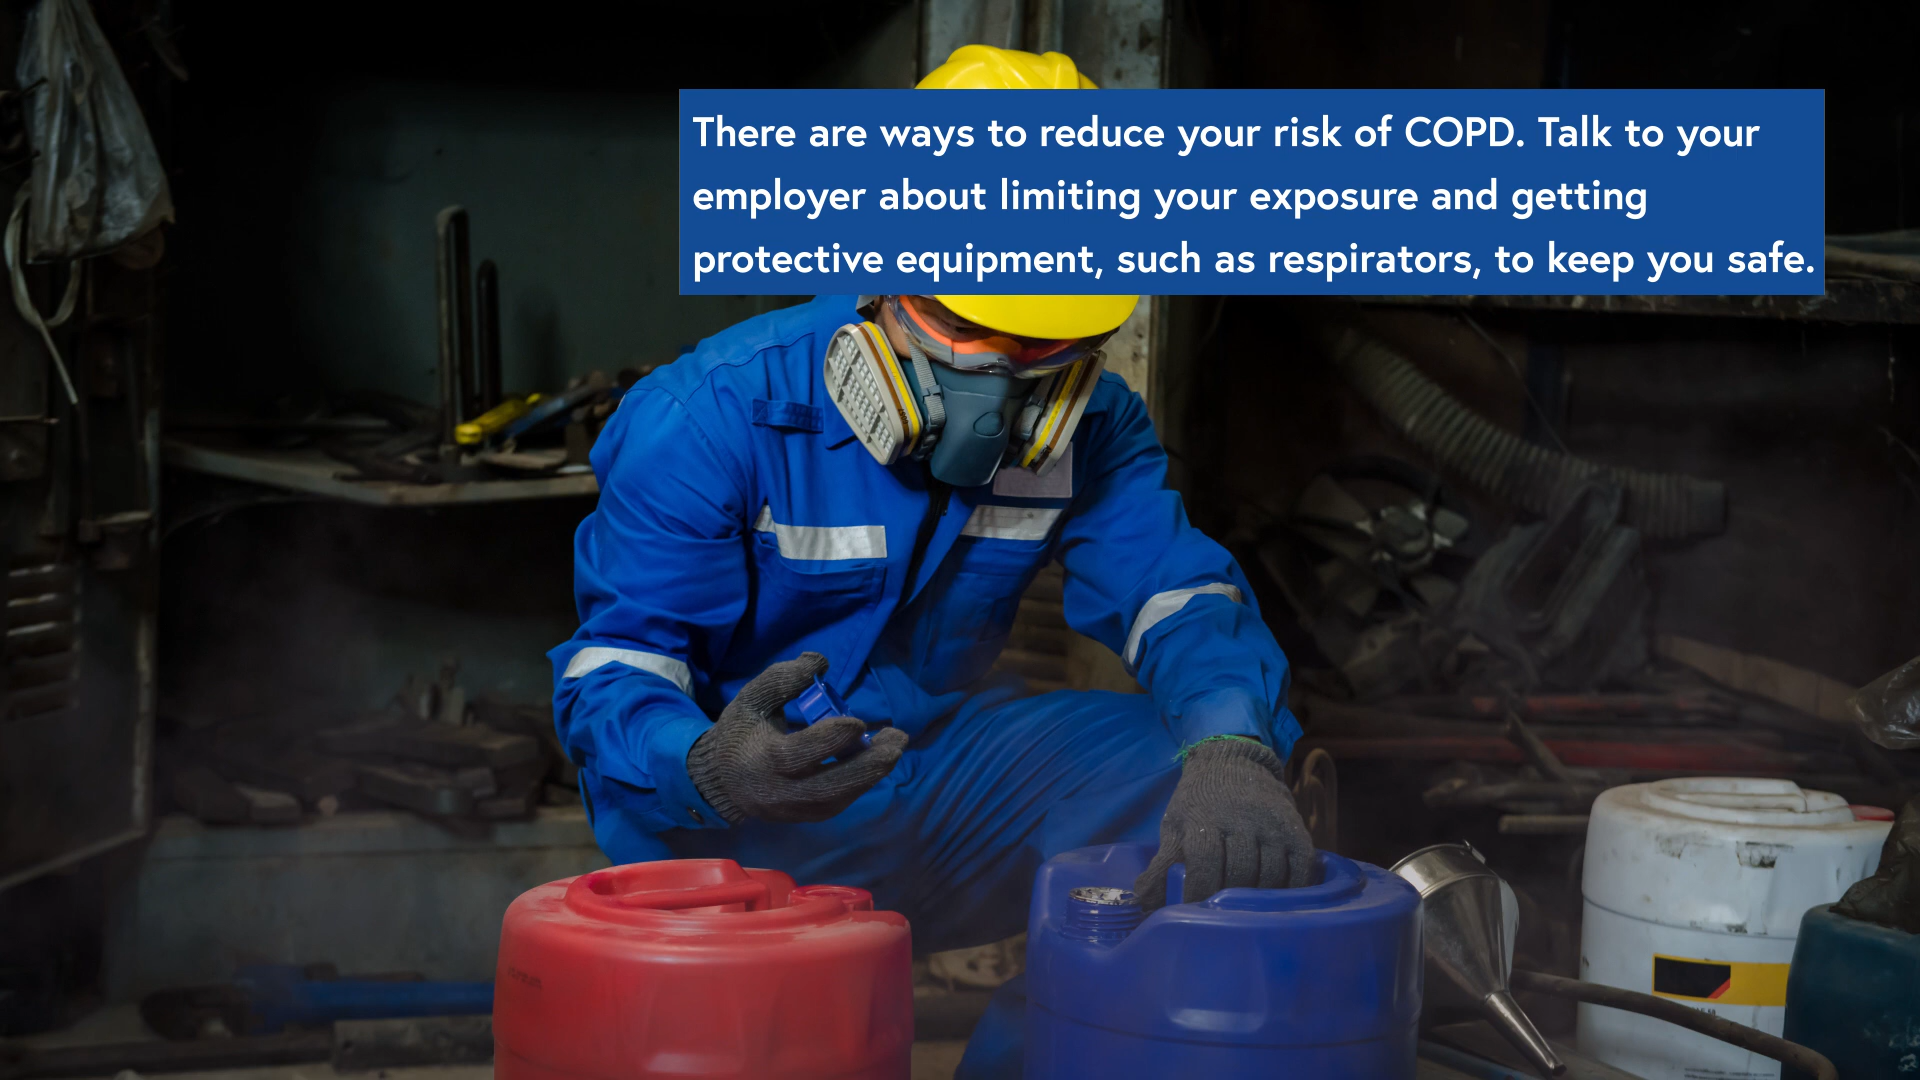 There are ways to reduce your risk of COPD. Talk to your
employer about limiting your exposure and getting
protective equipment, such as respirators, to keep you safe.